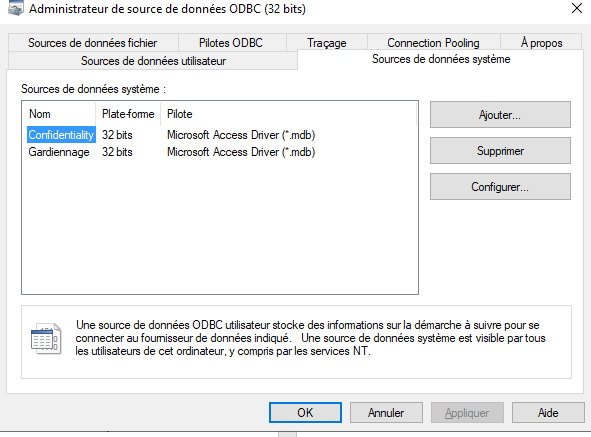 Administrateur de source de données ODBC (32 bits)
Sources de données fichier Pilotes ODBC Traçage Connection Pooling À propos
Sources de données utilisateur Sources de données système
Sources de données système :
Nom Plate-forme Pilote
Confidentiality 32 bits Microsoft Access Driver (*.mdb)
Gardiennage 32 bits Microsoft Access Driver (*.mdb)
Ajouter...
Supprimer
Configurer...
Une source de données ODBC utilisateur stocke des informations sur la démarche à suivre pour se
connecter au fournisseur de données indiqué. Une source de données système est visible par tous
les utilisateurs de cet ordinateur, y compris par les services NT.
OK Annuler Appliquer Aide